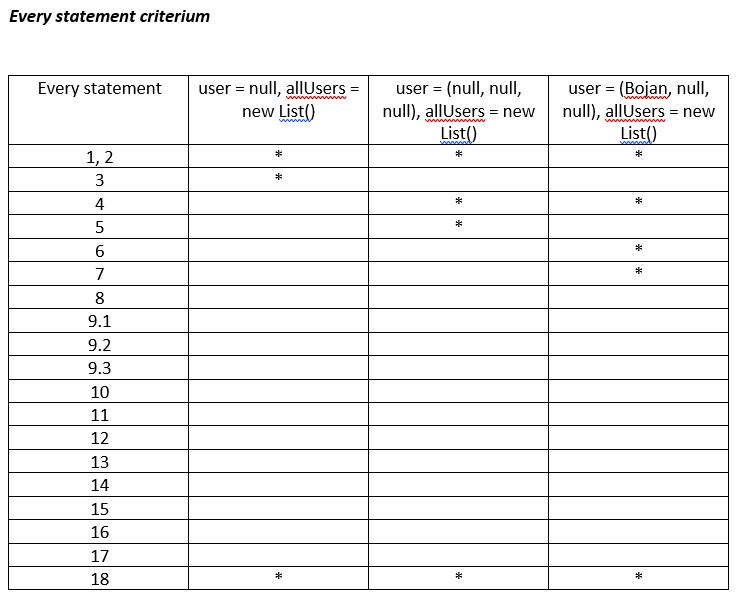 Every statement criterium
Every statement
user = null, allUsers =
new List()
user = (null, null,
null), allUsers = new
List()
user = (Bojan, null,
null), allUsers = new
List()
1, 2 * * *
3 *
4 * *
5 *
6 *
7 *
8
9.1
9.2
9.3
10
11
12
13
14
15
16
17
18 * * *